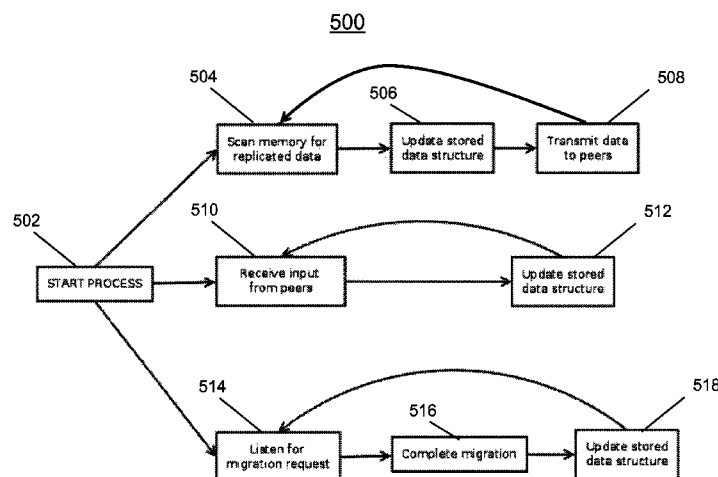 500
504
506
508
Scan memory for
replicated data
Update stored
data structure
Transmit data
to peers
502
510
512
START PROCESS
Receive input
from peers
Update stored
data structure
514
516
518
Listen for
migration request
Complete migration
Update stored
data structure